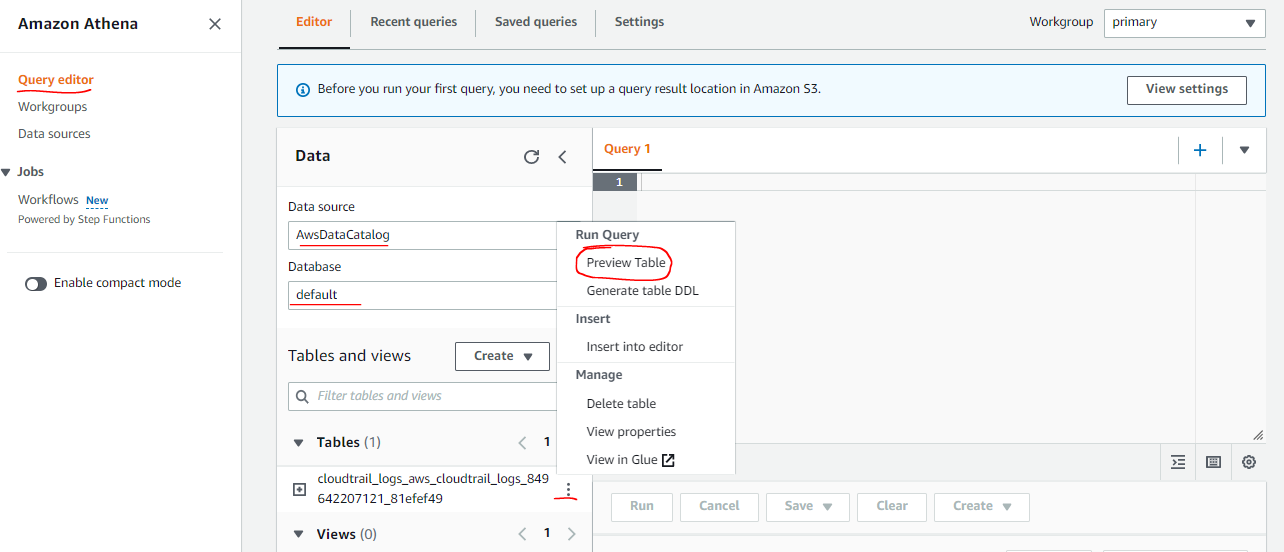 Amazon Athena
Query editor
Workgroups
Data sources
Jobs
Workflows New
Powered by Step Functions
Enable compact mode
Editor
Recent queries
Saved queries
Settings
Workgroup
primary
Before you run your first query, you need to set up a query result location in Amazon S3.
View settings
Data
Data source
AwsDataCatalog
Database
default
Tables and views
Create
Filter tables and views
Tables (1)
1
cloudtrail_logs_aws_cloudtrail_logs_849
642207121_81efef49
Views (0)
1
Run Query
Preview Table
Generate table DDL
Insert
Insert into editor
Manage
Delete table
View properties
View in Glue
Query 1
1
Run
Cancel
Save
Clear
Create